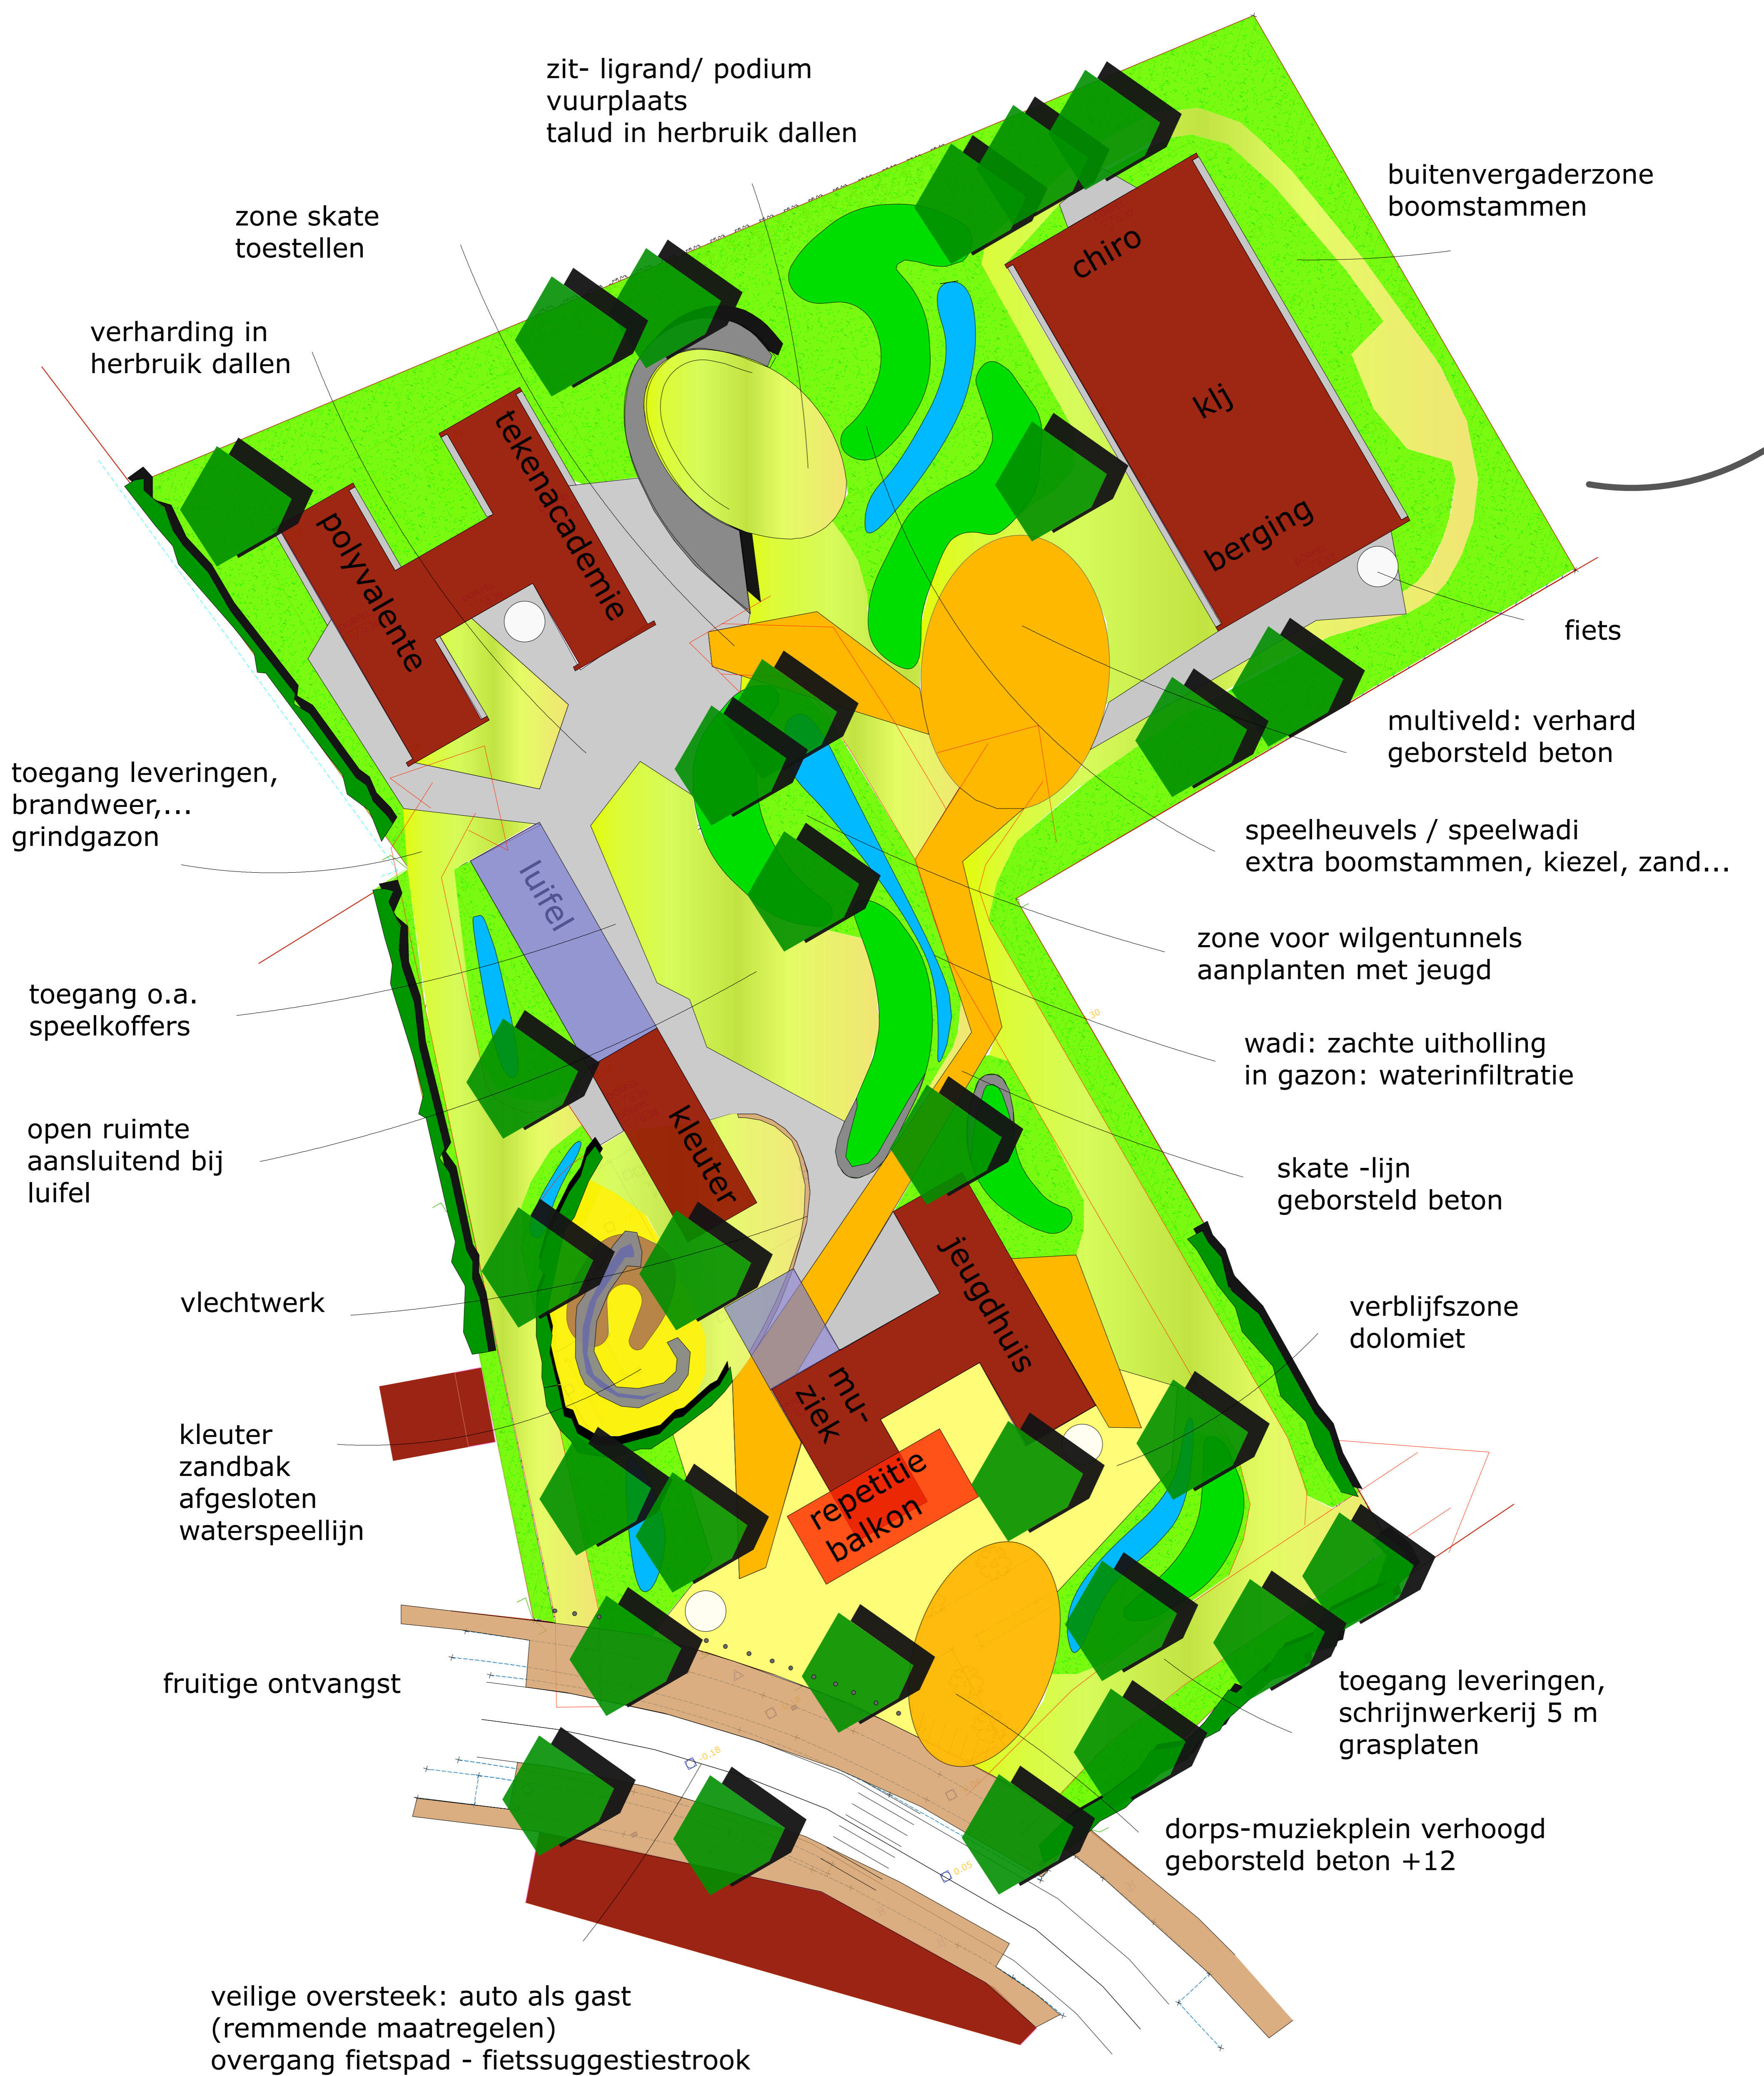 zit- ligrand/ podium
vuurplaats
talud in herbruik dallen
zone skate
toestellen
buitenvergaderzone
boomstammen
verharding in
herbruik dallen
chiro
klj
berging
tekenacademie
polyvalente
fiets
multiveld: verhard
geborsteld beton
toegang leveringen,
brandweer,...
grindgazon
speelheuvels / speelwadi
extra boomstammen, kiezel, zand...
luifel
zone voor wilgentunnels
aanplanten met jeugd
toegang o.a.
speelkoffers
30
wadi: zachte uitholling
in gazon: waterinfiltratie
open ruimte
aansluitend bij
luifel
kleuter
skate -lijn
geborsteld beton
vlechtwerk
jeugdhuis
verblijfszone
dolomiet
mu-
ziek
kleuter
zandbak
afgesloten
waterspeellijn
repetitie
balkon
fruitige ontvangst
toegang leveringen,
schrijnwerkerij 5 m
grasplaten
-0.18
0.05
dorps-muziekplein verhoogd
geborsteld beton +12
veilige oversteek: auto als gast
(remmende maatregelen)
overgang fietspad - fietssuggestiestrook